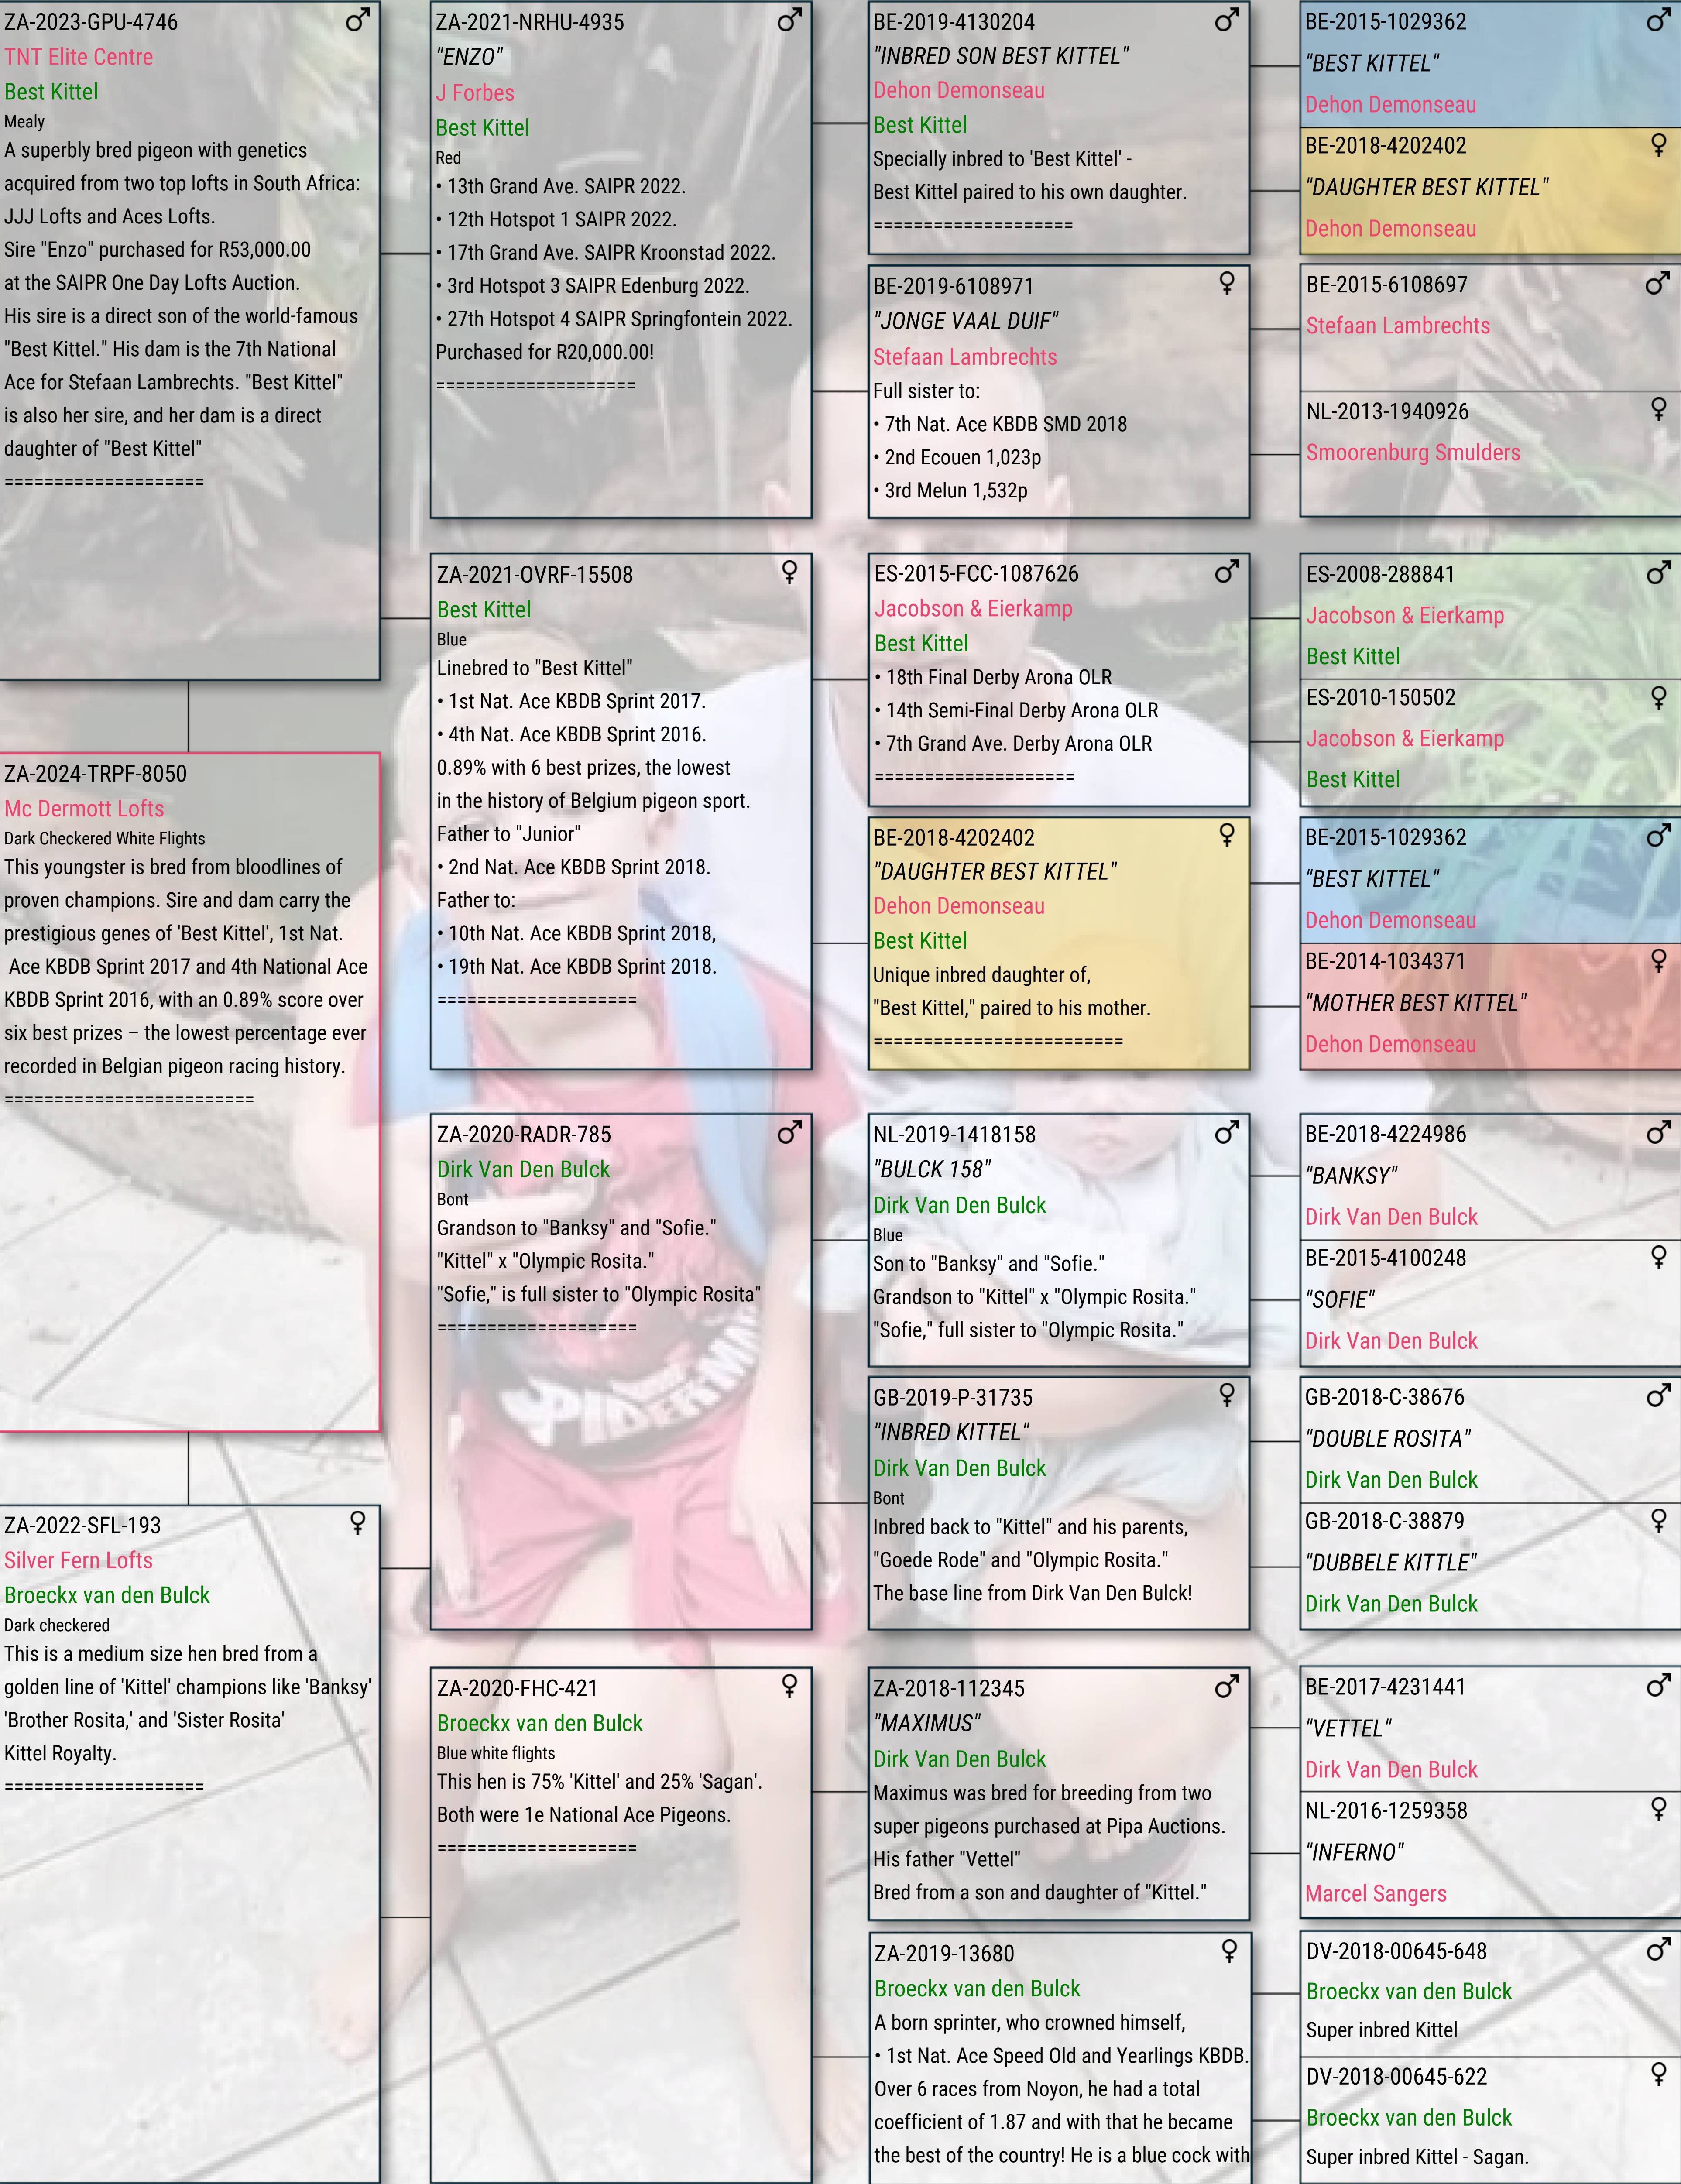 ZA-2023-GPU-4746 ♂
TNT Elite Centre
Best Kittel
Mealy
A superbly bred pigeon with genetics
acquired from two top lofts in South Africa:
JJJ Lofts and Aces Lofts.
Sire "Enzo" purchased for R53,000.00
at the SAIPR One Day Lofts Auction.
His sire is a direct son of the world-famous
"Best Kittel." His dam is the 7th National
Ace for Stefaan Lambrechts. "Best Kittel"
is also her sire, and her dam is a direct
daughter of "Best Kittel"
====================
ZA-2024-TRPF-8050
Mc Dermott Lofts
Dark Checkered White Flights
This youngster is bred from bloodlines of
proven champions. Sire and dam carry the
prestigious genes of 'Best Kittel', 1st Nat.
Ace KBDB Sprint 2017 and 4th National Ace
KBDB Sprint 2016, with an 0.89% score over
six best prizes – the lowest percentage ever
recorded in Belgian pigeon racing history.
=========================
ZA-2022-SFL-193 ♀
Silver Fern Lofts
Broeckx van den Bulck
Dark checkered
This is a medium size hen bred from a
golden line of 'Kittel' champions like 'Banksy'
'Brother Rosita,' and 'Sister Rosita'
Kittel Royalty.
====================
ZA-2021-NRHU-4935 ♂
"ENZO"
J Forbes
Best Kittel
Red
• 13th Grand Ave. SAIPR 2022.
• 12th Hotspot 1 SAIPR 2022.
• 17th Grand Ave. SAIPR Kroonstad 2022.
• 3rd Hotspot 3 SAIPR Edenburg 2022.
• 27th Hotspot 4 SAIPR Springfontein 2022.
Purchased for R20,000.00!
====================
ZA-2021-OVRF-15508 ♀
Best Kittel
Blue
Linebred to "Best Kittel"
• 1st Nat. Ace KBDB Sprint 2017.
• 4th Nat. Ace KBDB Sprint 2016.
0.89% with 6 best prizes, the lowest
in the history of Belgium pigeon sport.
Father to "Junior"
• 2nd Nat. Ace KBDB Sprint 2018.
Father to:
• 10th Nat. Ace KBDB Sprint 2018,
• 19th Nat. Ace KBDB Sprint 2018.
====================
ZA-2020-RADR-785 ♂
Dirk Van Den Bulck
Bont
Grandson to "Banksy" and "Sofie."
"Kittel" x "Olympic Rosita."
"Sofie," is full sister to "Olympic Rosita"
====================
ZA-2020-FHC-421 ♀
Broeckx van den Bulck
Blue white flights
This hen is 75% 'Kittel' and 25% 'Sagan'.
Both were 1e National Ace Pigeons.
====================
BE-2019-4130204 ♂
"INBRED SON BEST KITTEL"
Dehon Demonseau
Best Kittel
Specially inbred to 'Best Kittel' -
Best Kittel paired to his own daughter.
====================
BE-2019-6108971 ♀
"JONGE VAAL DUIF"
Stefaan Lambrechts
Full sister to:
• 7th Nat. Ace KBDB SMD 2018
• 2nd Ecouen 1,023p
• 3rd Melun 1,532p
ES-2015-FCC-1087626 ♂
Jacobson & Eierkamp
Best Kittel
• 18th Final Derby Arona OLR
• 14th Semi-Final Derby Arona OLR
• 7th Grand Ave. Derby Arona OLR
====================
BE-2018-4202402 ♀
"DAUGHTER BEST KITTEL"
Dehon Demonseau
Best Kittel
Unique inbred daughter of,
"Best Kittel," paired to his mother.
=========================
NL-2019-1418158 ♂
"BULCK 158"
Dirk Van Den Bulck
Blue
Son to "Banksy" and "Sofie."
Grandson to "Kittel" x "Olympic Rosita."
"Sofie," full sister to "Olympic Rosita."
GB-2019-P-31735 ♀
"INBRED KITTEL"
Dirk Van Den Bulck
Bont
Inbred back to "Kittel" and his parents,
"Goede Rode" and "Olympic Rosita."
The base line from Dirk Van Den Bulck!
ZA-2018-112345 ♂
"MAXIMUS"
Dirk Van Den Bulck
Maximus was bred for breeding from two
super pigeons purchased at Pipa Auctions.
His father "Vettel"
Bred from a son and daughter of "Kittel."
ZA-2019-13680 ♀
Broeckx van den Bulck
A born sprinter, who crowned himself,
• 1st Nat. Ace Speed Old and Yearlings KBDB.
Over 6 races from Noyon, he had a total
coefficient of 1.87 and with that he became
the best of the country! He is a blue cock with
BE-2015-1029362 ♂
"BEST KITTEL"
Dehon Demonseau
BE-2018-4202402 ♀
"DAUGHTER BEST KITTEL"
Dehon Demonseau
BE-2015-6108697 ♂
Stefaan Lambrechts
NL-2013-1940926 ♀
Smoorenburg Smulders
ES-2008-288841 ♂
Jacobson & Eierkamp
Best Kittel
ES-2010-150502 ♀
Jacobson & Eierkamp
Best Kittel
BE-2015-1029362 ♂
"BEST KITTEL"
Dehon Demonseau
BE-2014-1034371 ♀
"MOTHER BEST KITTEL"
Dehon Demonseau
BE-2018-4224986 ♂
"BANKSY"
Dirk Van Den Bulck
BE-2015-4100248 ♀
"SOFIE"
Dirk Van Den Bulck
GB-2018-C-38676 ♂
"DOUBLE ROSITA"
Dirk Van Den Bulck
GB-2018-C-38879 ♀
"DUBBELE KITTLE"
Dirk Van Den Bulck
BE-2017-4231441 ♂
"VETTEL"
Dirk Van Den Bulck
NL-2016-1259358 ♀
"INFERNO"
Marcel Sangers
DV-2018-00645-648 ♂
Broeckx van den Bulck
Super inbred Kittel
DV-2018-00645-622 ♀
Broeckx van den Bulck
Super inbred Kittel - Sagan.